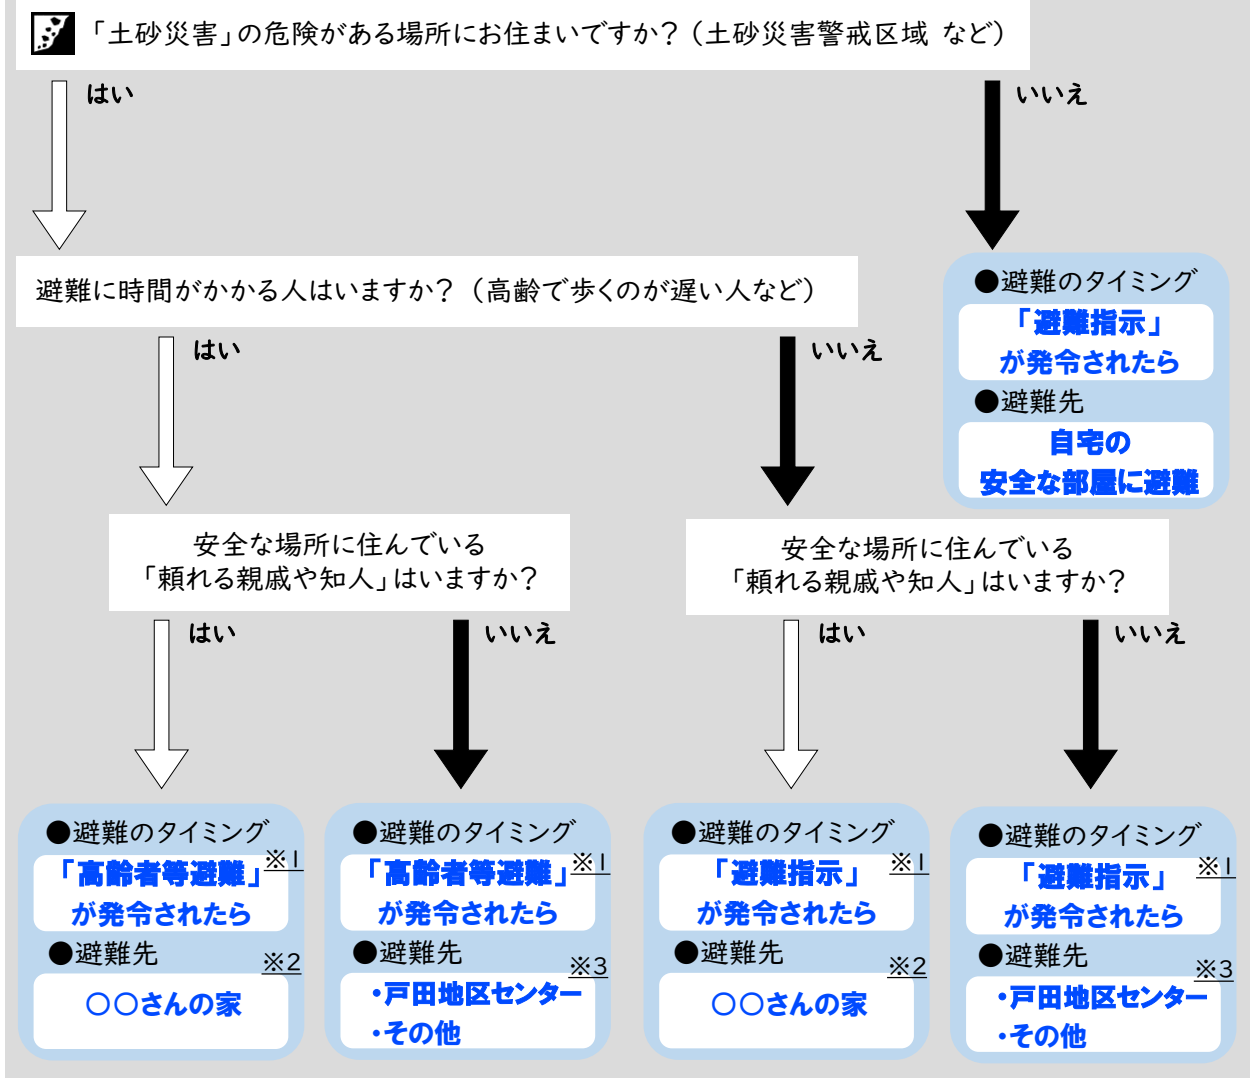 「土砂災害」の危険がある場所にお住まいですか？（土砂災害警戒区域 など）
はい
いいえ
避難に時間がかかる人はいますか？（高齢で歩くのが遅い人など）
●避難のタイミング
「避難指示」
が発令されたら
●避難先
自宅の
安全な部屋に避難
はい
いいえ
安全な場所に住んでいる
「頼れる親戚や知人」はいますか？
安全な場所に住んでいる
「頼れる親戚や知人」はいますか？
はい
いいえ
はい
いいえ
●避難のタイミング
「高齢者等避難」※1
が発令されたら
●避難先
※2
〇〇さんの家
●避難のタイミング
「高齢者等避難」※1
が発令されたら
●避難先
※3
・戸田地区センター
・その他
●避難のタイミング
「避難指示」 ※1
が発令されたら
●避難先
※2
〇〇さんの家
●避難のタイミング
「避難指示」 ※1
が発令されたら
●避難先
※3
・戸田地区センター
・その他